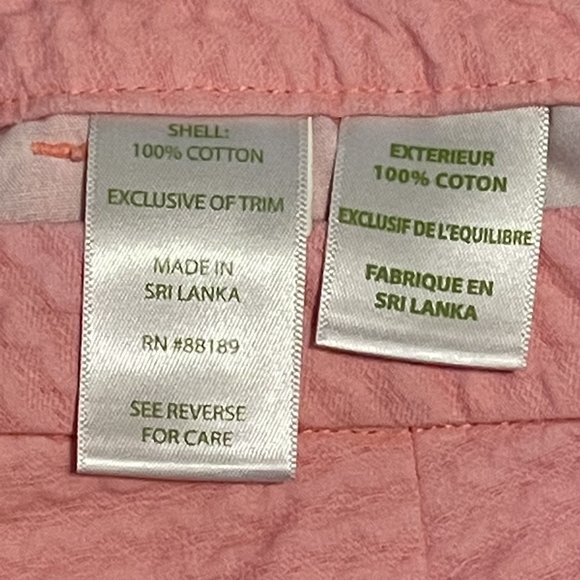 SHELL:
100% COTTON
EXCLUSIVE OF TRIM
MADE IN
SRI LANKA
RN #88189
SEE REVERSE
FOR CARE
EXTERIEUR
100% COTON
EXCLUSIF DE L'EQUILIBRE
FABRIQUE EN
SRI LANKA